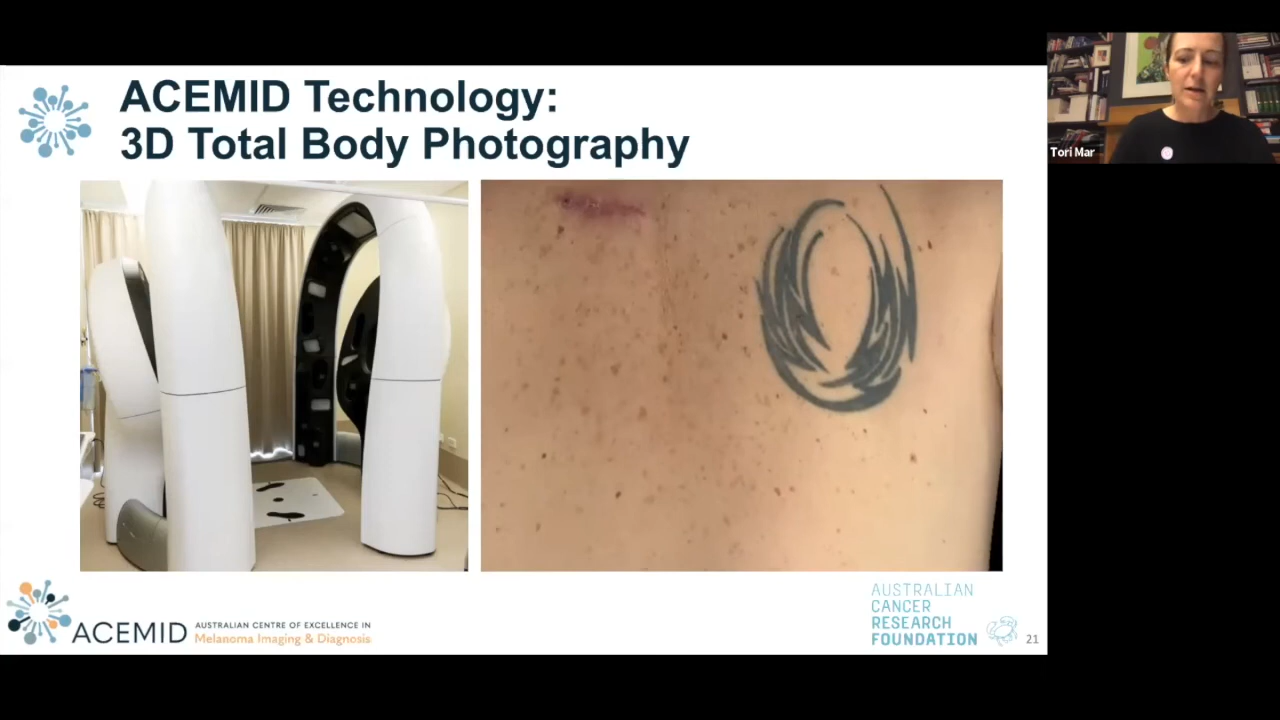 ACEMID Technology:
3D Total Body Photography
Tori Mar
ACEMID
AUSTRALIAN CENTRE OF EXCELLENCE IN
Melanoma Imaging & Diagnosis
AUSTRALIAN
CANCER
RESEARCH
FOUNDATION
21